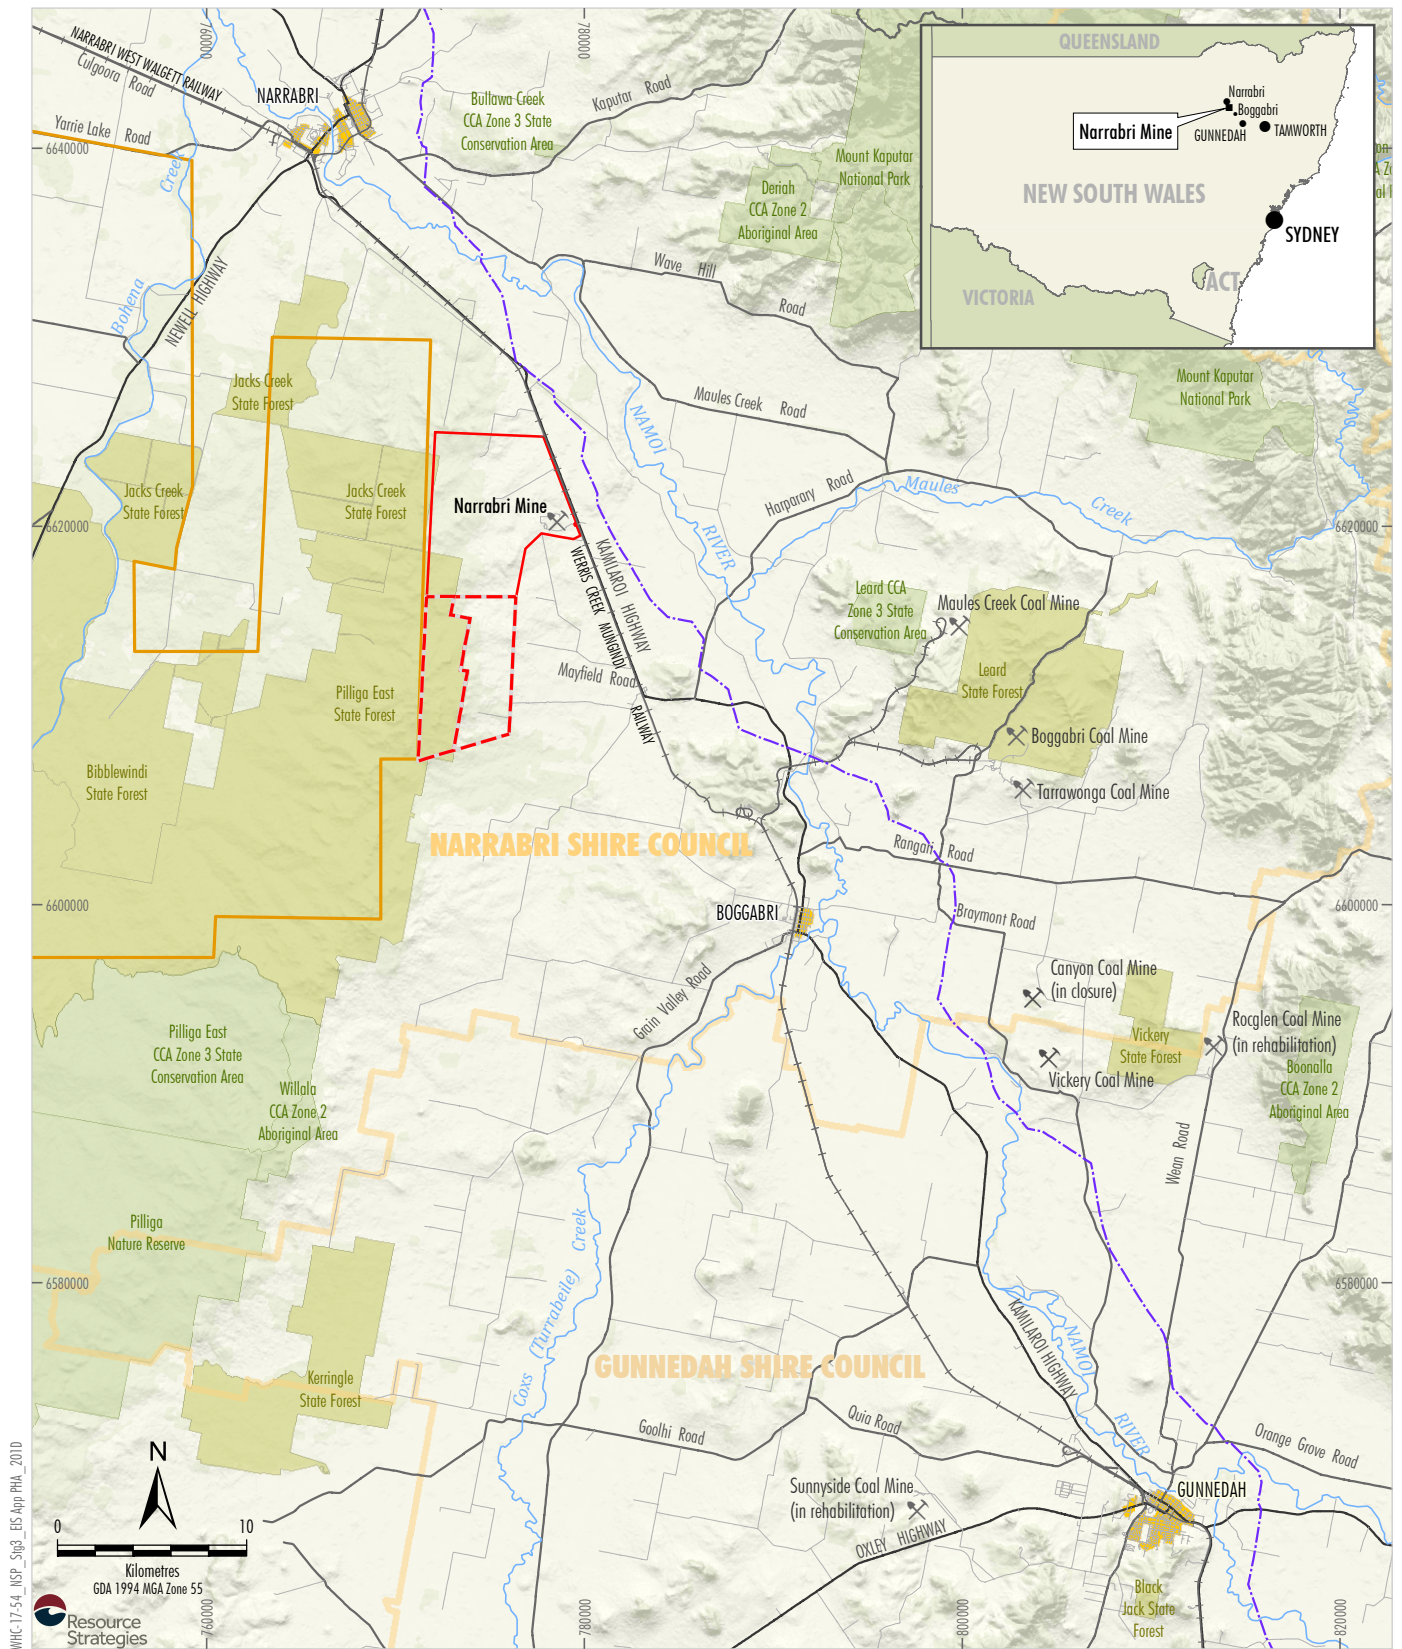 760000
780000
NARRABRI WEST WALGETT RAILWAY
Culgoora Road
NARRABRI
Yarrie Lake Road
6640000
Creek
Bohena
NEWELL HIGHWAY
Bullawa Creek
CCA Zone 3 State
Conservation Area
Kaputar Road
Deriah
CCA Zone 2
Aboriginal Area
Mount Kaputar
National Park
QUEENSLAND
Narrabri
Boggabri
Narrabri Mine
GUNNEDAH
TAMWORTH
NEW SOUTH WALES
SYDNEY
ACT
VICTORIA
Wave Hill
Road
Mount Kaputar
National Park
Jacks Creek
State Forest
Maules Creek Road
NAMOI
RIVER
Jacks Creek
State Forest
Jacks Creek
State Forest
Narrabri Mine
Harparary Road
Maules
Creek
6620000
6620000
KAMILAROI HIGHWAY
WERRIS CREEK MUNGINDI
RAILWAY
Leard CCA
Zone 3 State
Conservation Area
Maules Creek Coal Mine
Leard
State Forest
Mayfield Road
Pilliga East
State Forest
Boggabri Coal Mine
Tarrawonga Coal Mine
Bibblewindi
State Forest
NARRABRI SHIRE COUNCIL
Rangari Road
6600000
6600000
BOGGABRI
Braymont Road
Grain Valley Road
Canyon Coal Mine
(in closure)
Rocglen Coal Mine
(in rehabilitation)
Vickery
State Forest
Vickery Coal Mine
Boonalla
CCA Zone 2
Aboriginal Area
Pilliga East
CCA Zone 3 State
Conservation Area
Willala
CCA Zone 2
Aboriginal Area
Wean Road
Pilliga
Nature Reserve
Coxs (Turrabeile) Creek
6580000
6580000
KAMILAROI HIGHWAY
NAMOI
RIVER
GUNNEDAH SHIRE COUNCIL
Kerringle
State Forest
Goolhi Road
Quia Road
Orange Grove Road
Sunnyside Coal Mine
(in rehabilitation)
OXLEY HIGHWAY
GUNNEDAH
Black
Jack State
Forest
N
0 10
Kilometres
GDA 1994 MGA Zone 55
Resource
Strategies
760000
780000
800000
820000
WHC-17-54_NSP_Stg3_EIS App PHA_201D